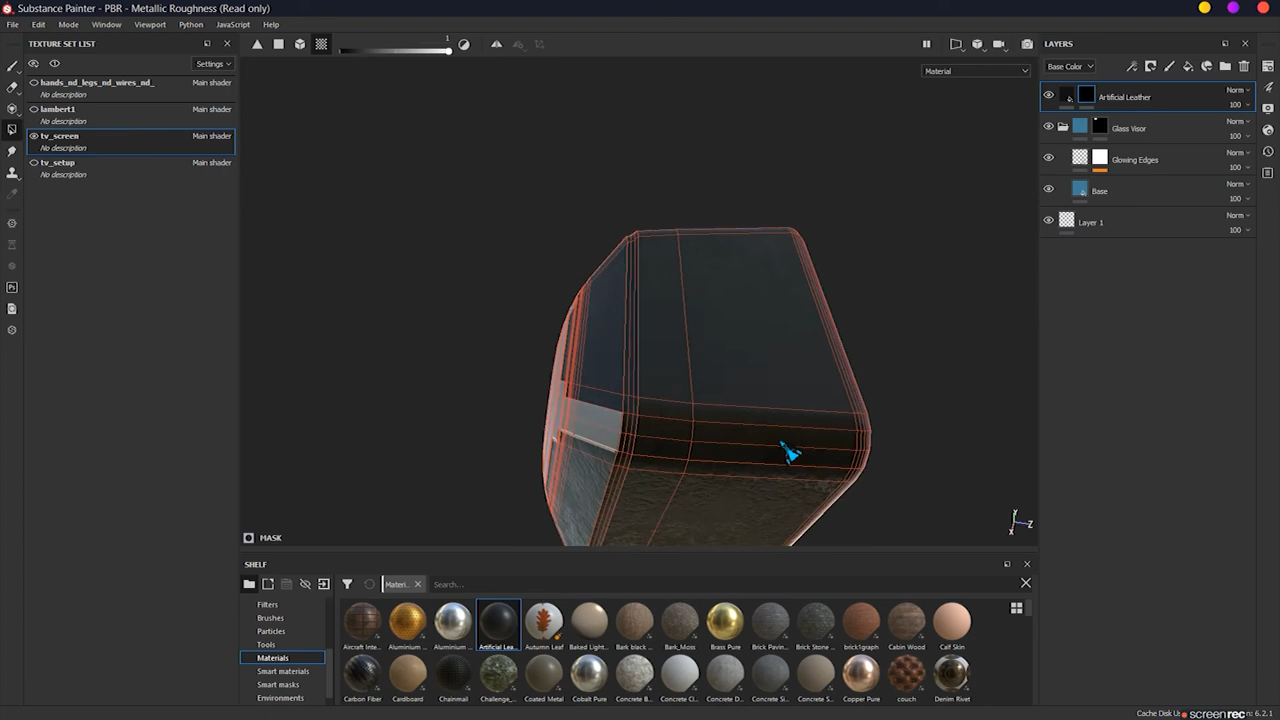 Substance Painter - PBR - Metallic Roughness (Read only)
File Edit Mode Window Viewport Python JavaScript Help
TEXTURE SET LIST
1
LAYERS
Settings
Material
Base Color
hands_nd_legs_nd_wires_nd_ Main shader
No description
lambert1 Main shader
No description
tv_screen Main shader
No description
tv_setup Main shader
No description
Artificial Leather Norm
100
Glass Visor Norm
100
Glowing Edges Norm
100
Base Norm
100
Layer 1 Norm
100
Y
Z
X
MASK
SHELF
Materi... Search...
Filters
Brushes
Particles
Tools
Materials
Smart materials
Smart masks
Environments
Aircraft Inte... Aluminium ... Aluminium ... Artificial Lea... Autumn Leaf Baked Light... Bark black ... Bark_Moss Brass Pure Brick Pavin... Brick Stone ... brick1graph Cabin Wood Calf Skin
Carbon Fiber Cardboard Chainmail Challenge_... Coated Metal Cobalt Pure Concrete B... Concrete Cl... Concrete D... Concrete Si... Concrete Si... Copper Pure couch Denim Rivet
Cache Disk U
screenrec
n: 6.2.1